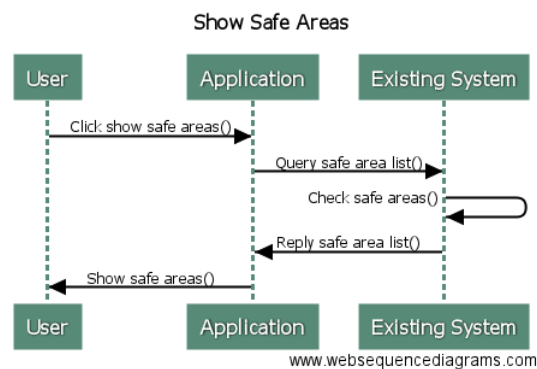 Show Safe Areas
User
Application
Existing System
Click show safe areas()
Query safe area list()
Check safe areas()
Reply safe area list()
Show safe areas()
User
Application
Existing System
www.websequencediagrams.com